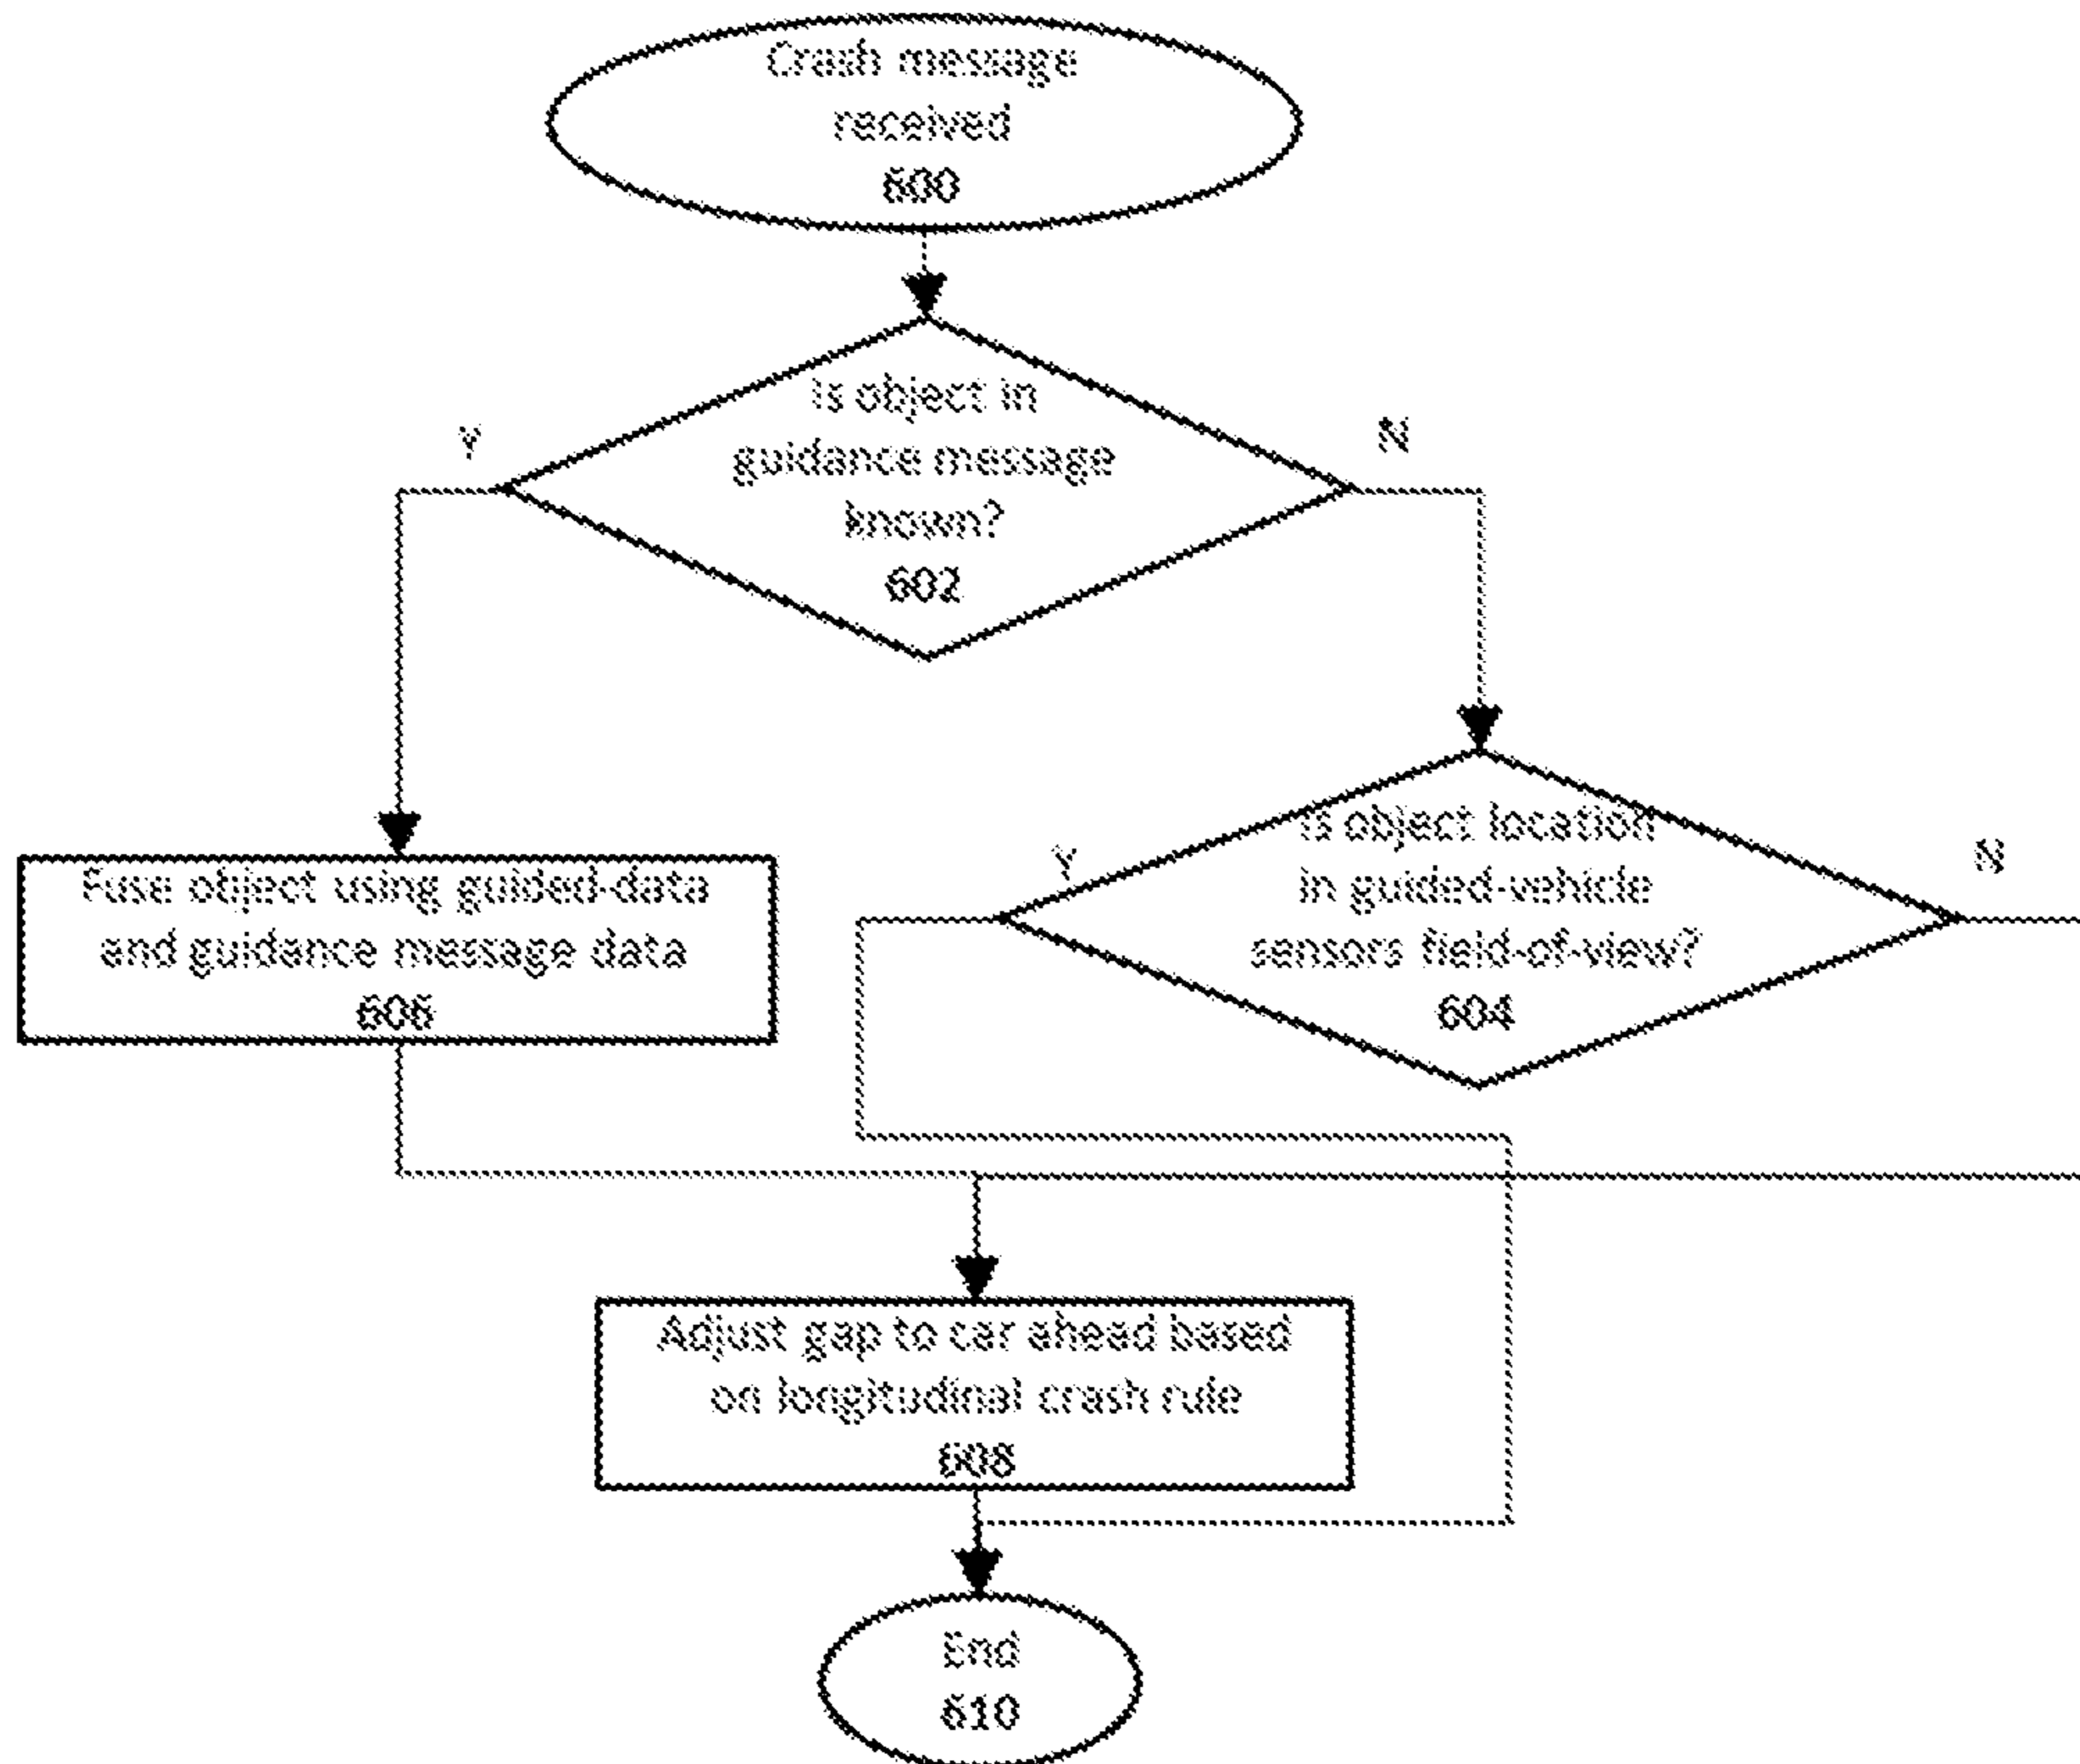 Crash message
received
600
Is object in
guidance message
known?
602
Y
N
Is object location
in guided-vehicle
sensors field-of-view?
604
Y
N
Fuse object using guided-data
and guidance message data
606
Adjust gap to car ahead based
on longitudinal crash rule
608
End
610